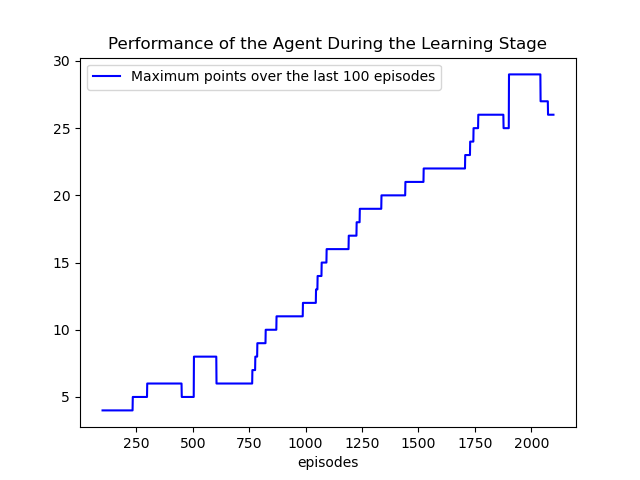 Performance of the Agent During the Learning Stage
Maximum points over the last 100 episodes
30
25
20
15
10
5
250 500 750 1000 1250 1500 1750 2000
episodes